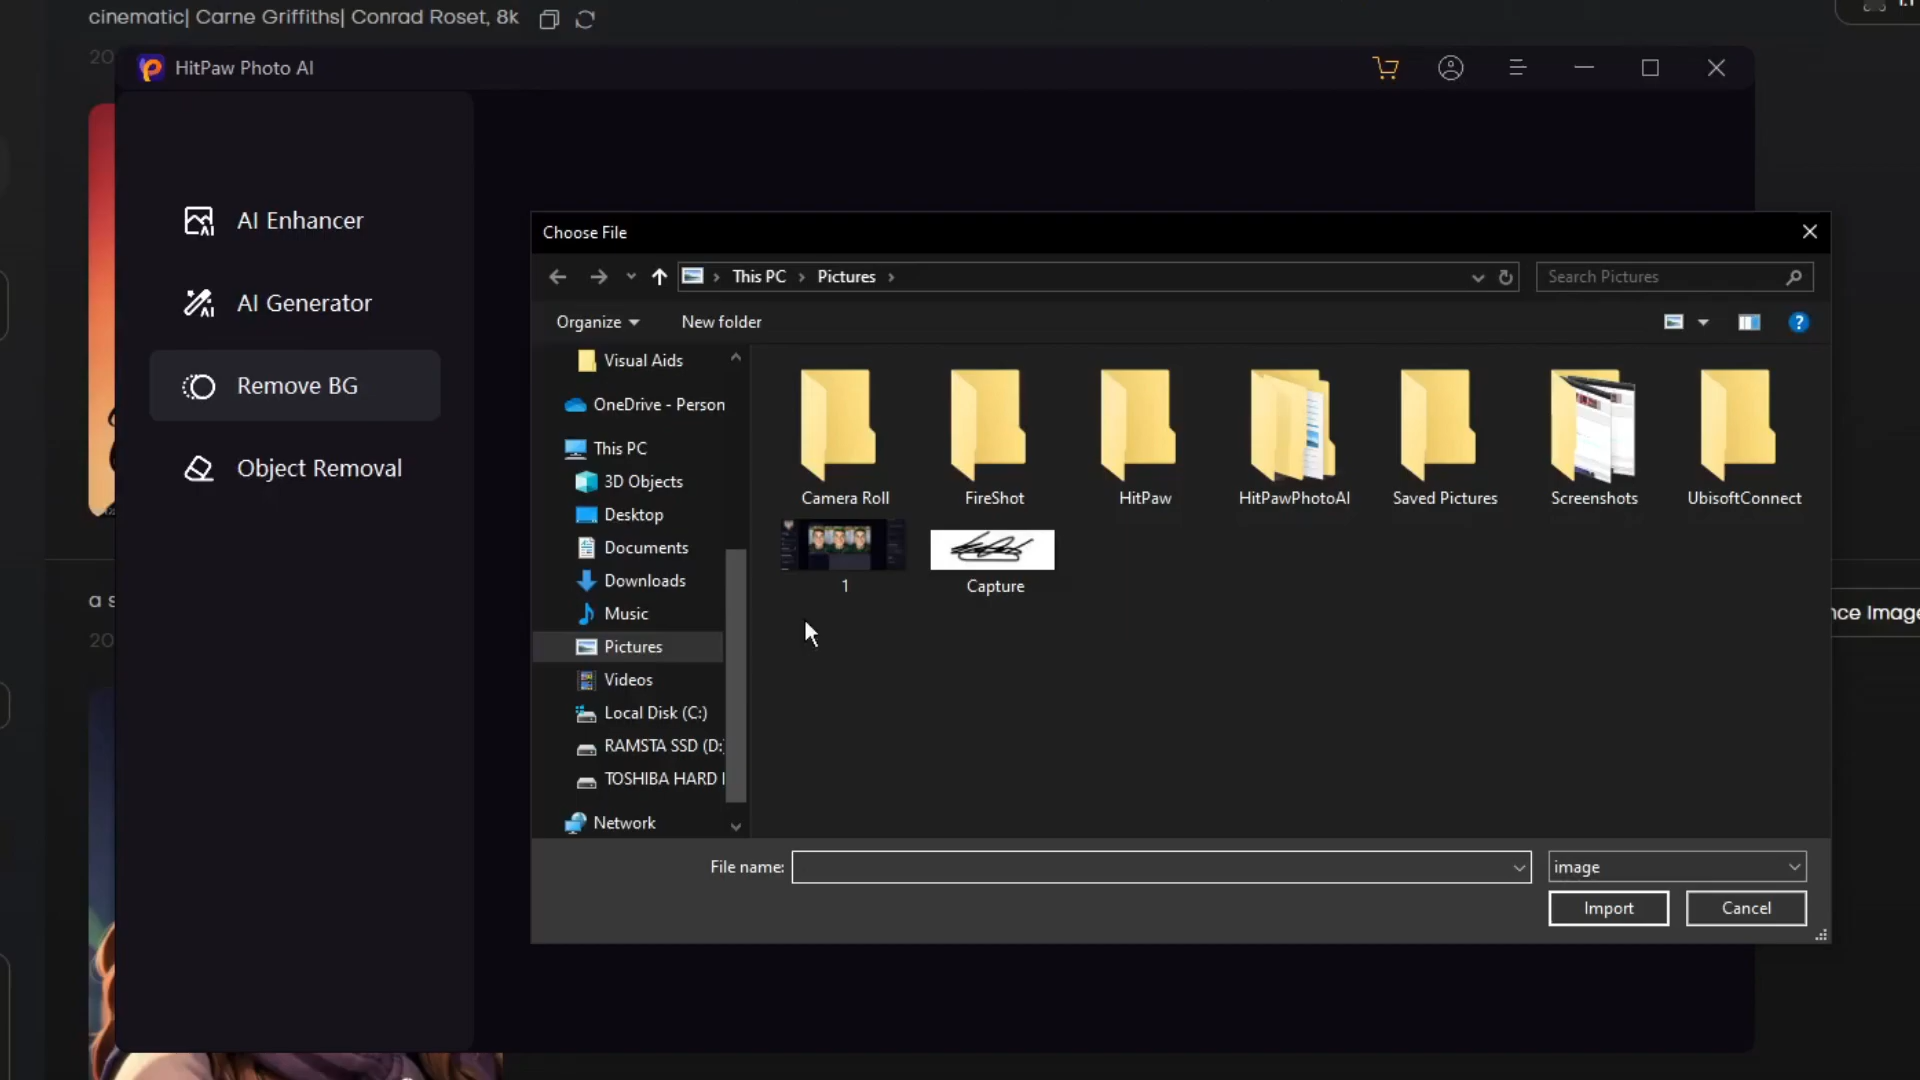 cinematic| Carne Griffiths| Conrad Roset, 8k
20
HitPaw Photo AI
AI Enhancer
AI Generator
Remove BG
Object Removal
Choose File
This PC
Pictures
Search Pictures
Organize
New folder
Visual Aids
OneDrive - Person
This PC
3D Objects
Desktop
Documents
Downloads
Music
Pictures
Videos
Local Disk (C:)
RAMSTA SSD (D:
TOSHIBA HARD
Network
Camera Roll
FireShot
HitPaw
HitPawPhotoAI
Saved Pictures
Screenshots
UbisoftConnect
1
Capture
File name:
image
Import
Cancel
a s
20
nce Image